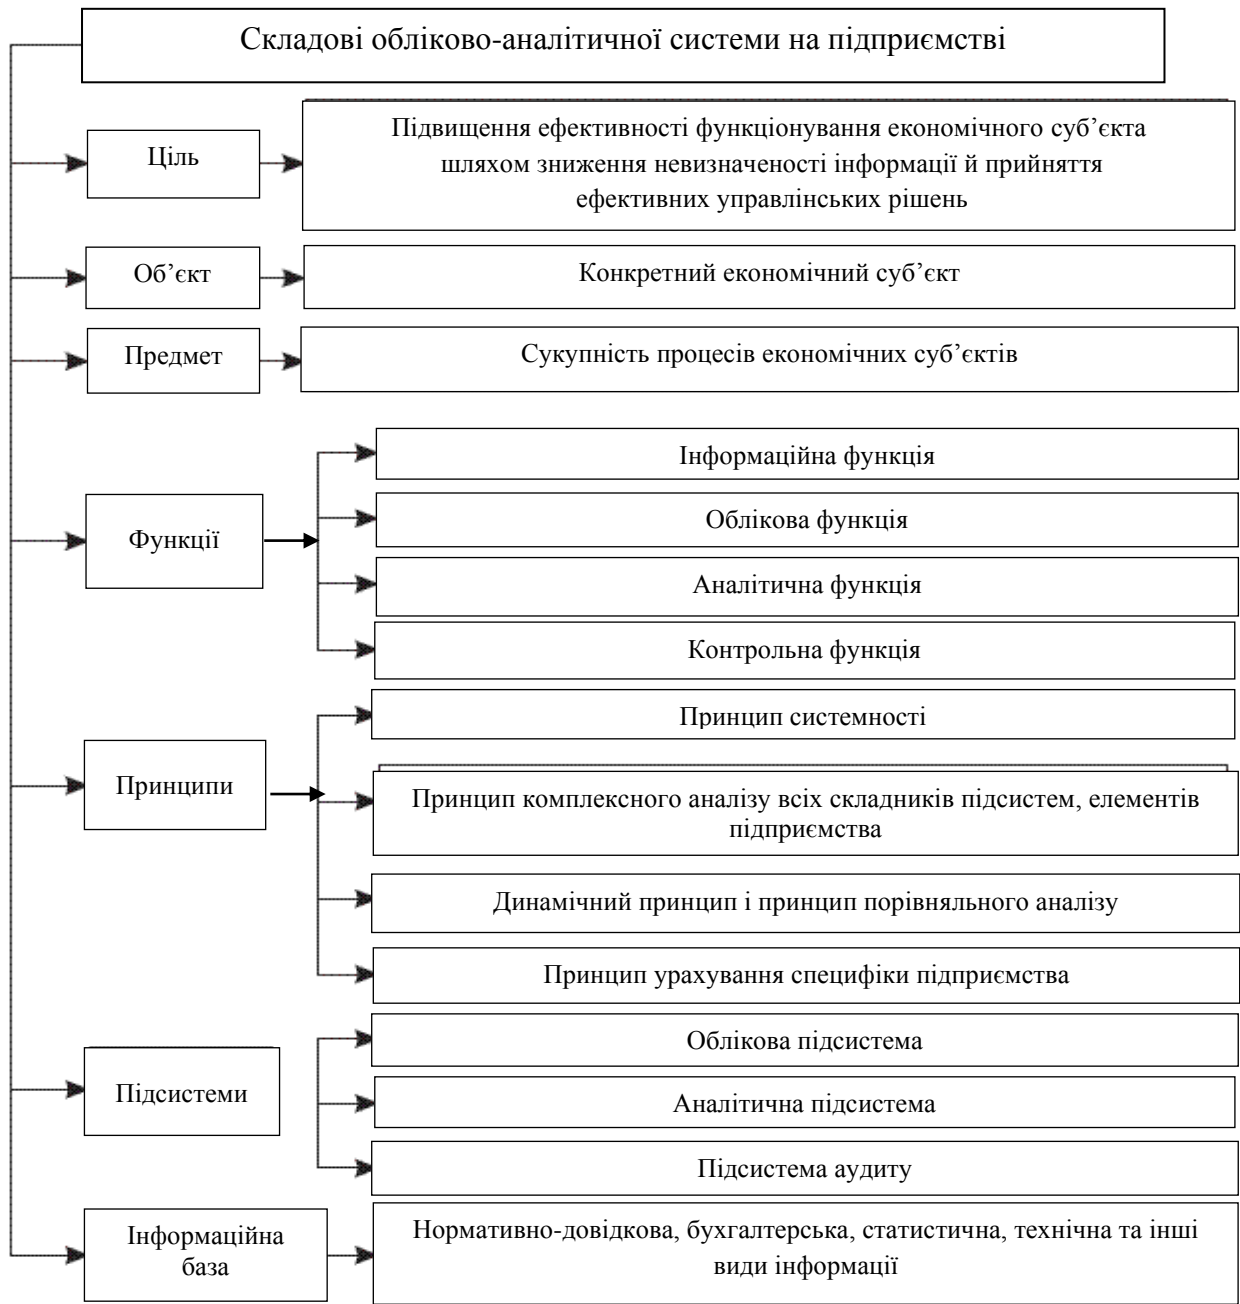 Складові обліково-аналітичної системи на підприємстві
Ціль
Підвищення ефективності функціонування економічного суб’єкта
шляхом зниження невизначеності інформації й прийняття
ефективних управлінських рішень
Об’єкт
Конкретний економічний суб’єкт
Предмет
Сукупність процесів економічних суб’єктів
Функції
Інформаційна функція
Облікова функція
Аналітична функція
Контрольна функція
Принципи
Принцип системності
Принцип комплексного аналізу всіх складників підсистем, елементів
підприємства
Динамічний принцип і принцип порівняльного аналізу
Принцип урахування специфіки підприємства
Підсистеми
Облікова підсистема
Аналітична підсистема
Підсистема аудиту
Інформаційна
база
Нормативно-довідкова, бухгалтерська, статистична, технічна та інші
види інформації